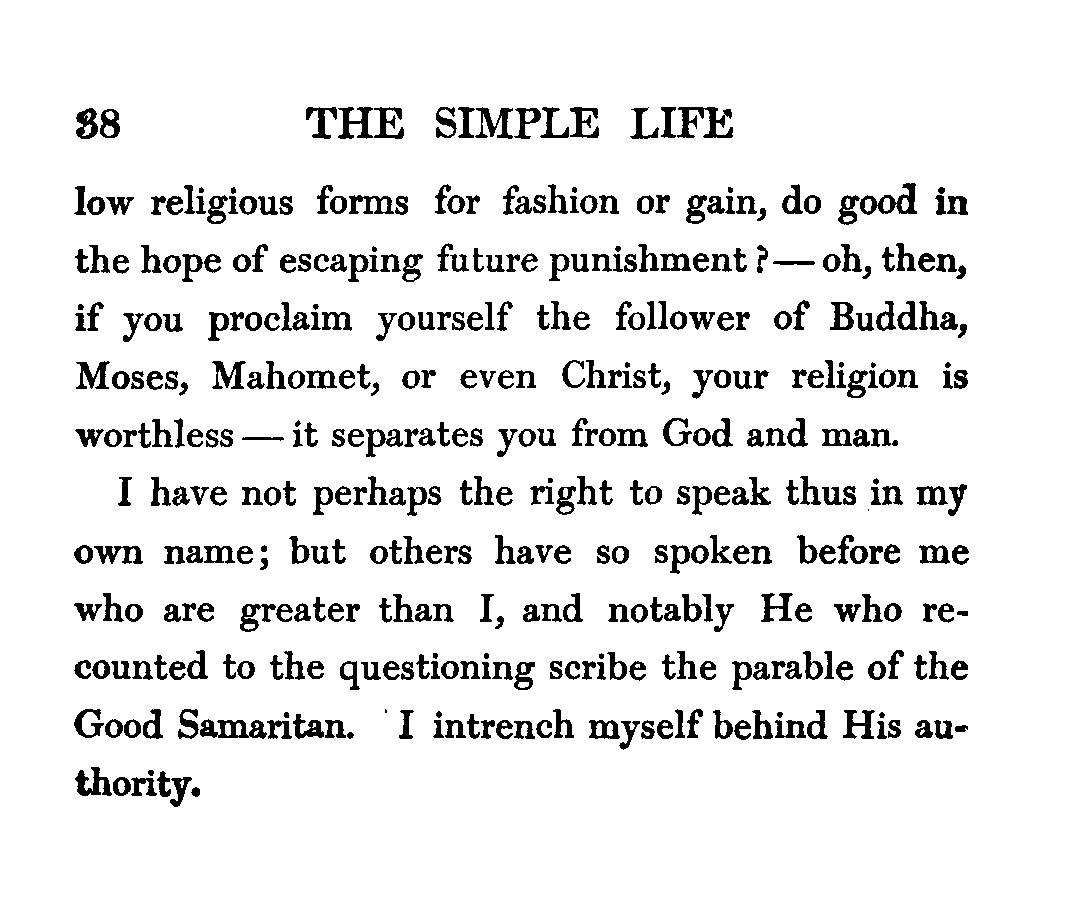 38 THE SIMPLE LIFE
low religious forms for fashion or gain, do good in
the hope of escaping future punishment?—oh, then,
if you proclaim yourself the follower of Buddha,
Moses, Mahomet, or even Christ, your religion is
worthless — it separates you from God and man.
I have not perhaps the right to speak thus in my
own name; but others have so spoken before me
who are greater than I, and notably He who re-
counted to the questioning scribe the parable of the
Good Samaritan. I intrench myself behind His au-
thority.